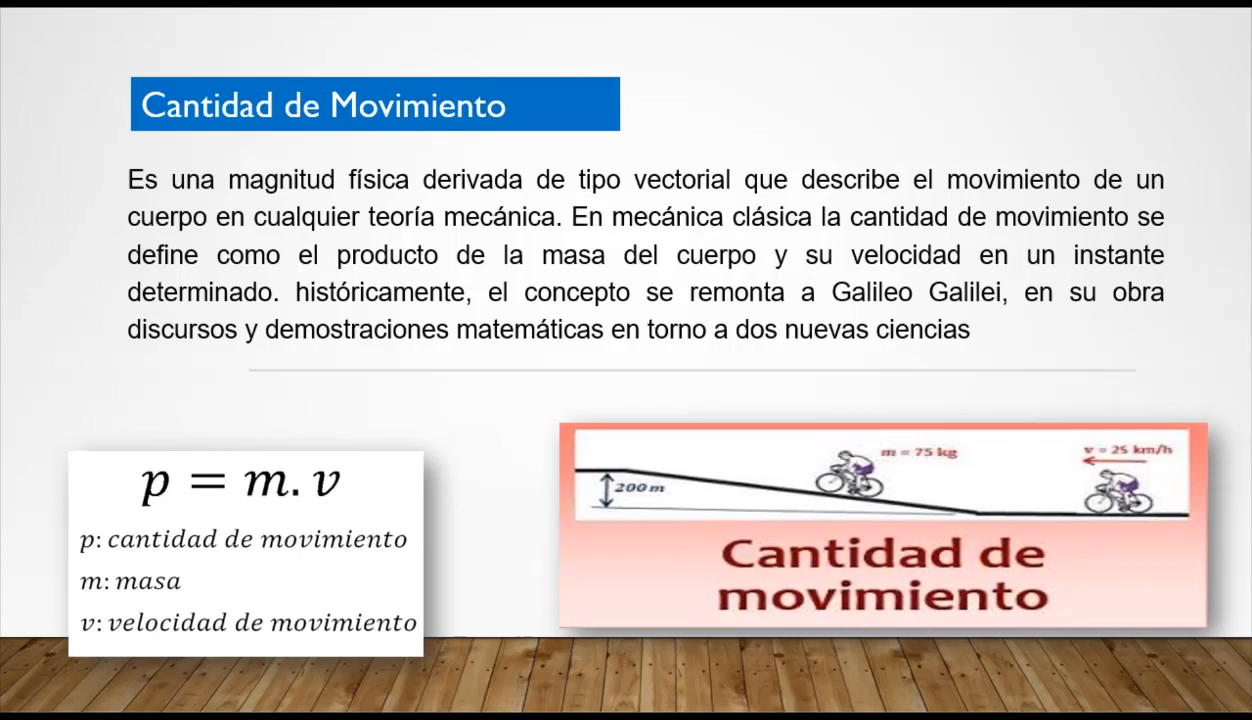 Cantidad de Movimiento
Es una magnitud física derivada de tipo vectorial que describe el movimiento de un
cuerpo en cualquier teoría mecánica. En mecánica clásica la cantidad de movimiento se
define como el producto de la masa del cuerpo y su velocidad en un instante
determinado. históricamente, el concepto se remonta a Galileo Galilei, en su obra
discursos y demostraciones matemáticas en torno a dos nuevas ciencias
p = m. v
p: cantidad de movimiento
m: masa
v: velocidad de movimiento
m = 75 kg
v = 25 km/h
200 m
Cantidad de
movimiento